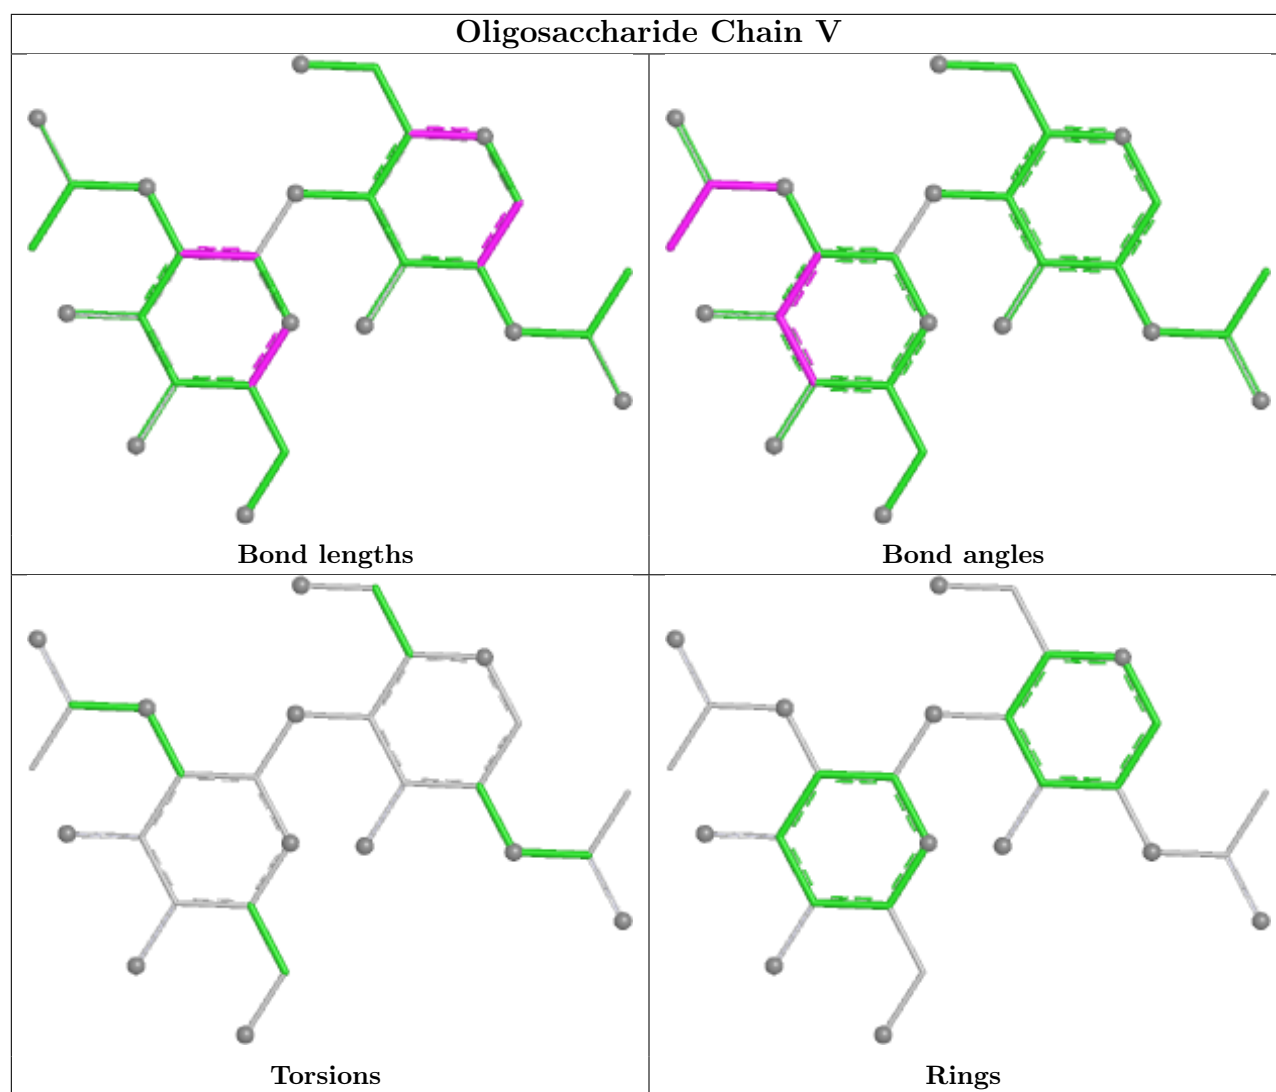 Oligosaccharide Chain V
Bond lengths
Bond angles
Torsions
Rings